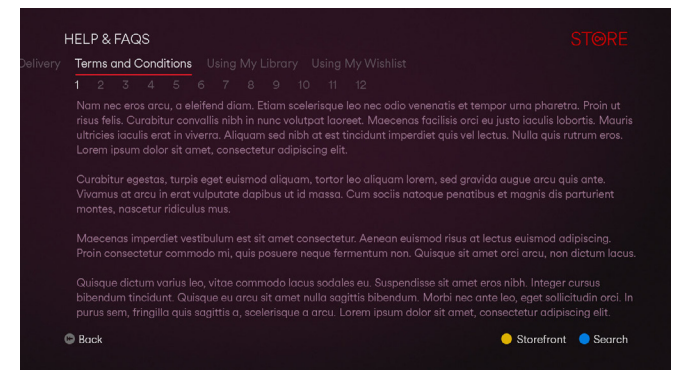 HELP & FAQS
STORE
Delivery Terms and Conditions Using My Library Using My Wishlist
1 2 3 4 5 6 7 8 9 10 11 12
Nam nec eros arcu, a eleifend diam. Etiam scelerisque leo nec odio venenatis et tempor urna pharetra. Proin ut
risus felis. Curabitur convallis nibh in nunc volutpat laoreet. Maecenas facilisis orci eu justo iaculis lobortis. Mauris
ultricies iaculis erat in viverra. Aliquam sed nibh at est tincidunt imperdiet quis vel lectus. Nulla quis rutrum eros.
Lorem ipsum dolor sit amet, consectetur adipiscing elit.
Curabitur egestas, turpis eget euismod aliquam, tortor leo aliquam lorem, sed gravida augue arcu quis ante.
Vivamus at arcu in erat vulputate dapibus ut id massa. Cum sociis natoque penatibus et magnis dis parturient
montes, nascetur ridiculus mus.
Maecenas imperdiet vestibulum est sit amet consectetur. Aenean euismod risus at lectus euismod adipiscing.
Proin consectetur commodo mi, quis posuere neque fermentum non. Quisque sit amet orci arcu, non dictum lacus.
Quisque dictum varius leo, vitae commodo lacus sodales eu. Suspendisse sit amet eros nibh. Integer cursus
bibendum tincidunt. Quisque eu arcu sit amet nulla sagittis bibendum. Morbi nec ante leo, eget sollicitudin orci. In
purus sem, fringilla quis sagittis a, scelerisque a arcu. Lorem ipsum dolor sit amet, consectetur adipiscing elit.
Back
Storefront Search